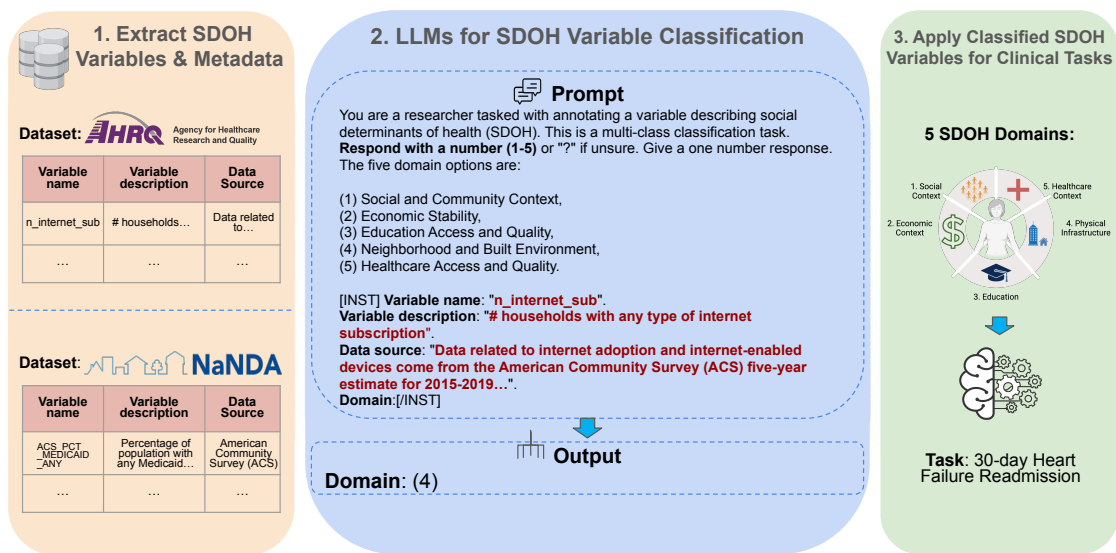 1. Extract SDOH
Variables & Metadata
Dataset: AHRQ Agency for Healthcare
Research and Quality
Variable name
Variable description
Data Source
n_internet_sub
# households…
Data related to…
…
…
…
Dataset: NaNDA
Variable name
Variable description
Data Source
ACS_PCT
_MEDICAID
_ANY
Percentage of
population with
any Medicaid…
American
Community
Survey (ACS)
…
…
…
2. LLMs for SDOH Variable Classification
Prompt
You are a researcher tasked with annotating a variable describing social
determinants of health (SDOH). This is a multi-class classification task.
Respond with a number (1-5) or "?" if unsure. Give a one number response.
The five domain options are:
(1) Social and Community Context,
(2) Economic Stability,
(3) Education Access and Quality,
(4) Neighborhood and Built Environment,
(5) Healthcare Access and Quality.
[INST] Variable name: "n_internet_sub".
Variable description: "# households with any type of internet
subscription".
Data source: "Data related to internet adoption and internet-enabled
devices come from the American Community Survey (ACS) five-year
estimate for 2015-2019…".
Domain:[/INST]
Output
Domain: (4)
3. Apply Classified SDOH
Variables for Clinical Tasks
5 SDOH Domains:
1. Social
Context
5. Healthcare
Context
2. Economic
Context
4. Physical
Infrastructure
3. Education
Task: 30-day Heart
Failure Readmission